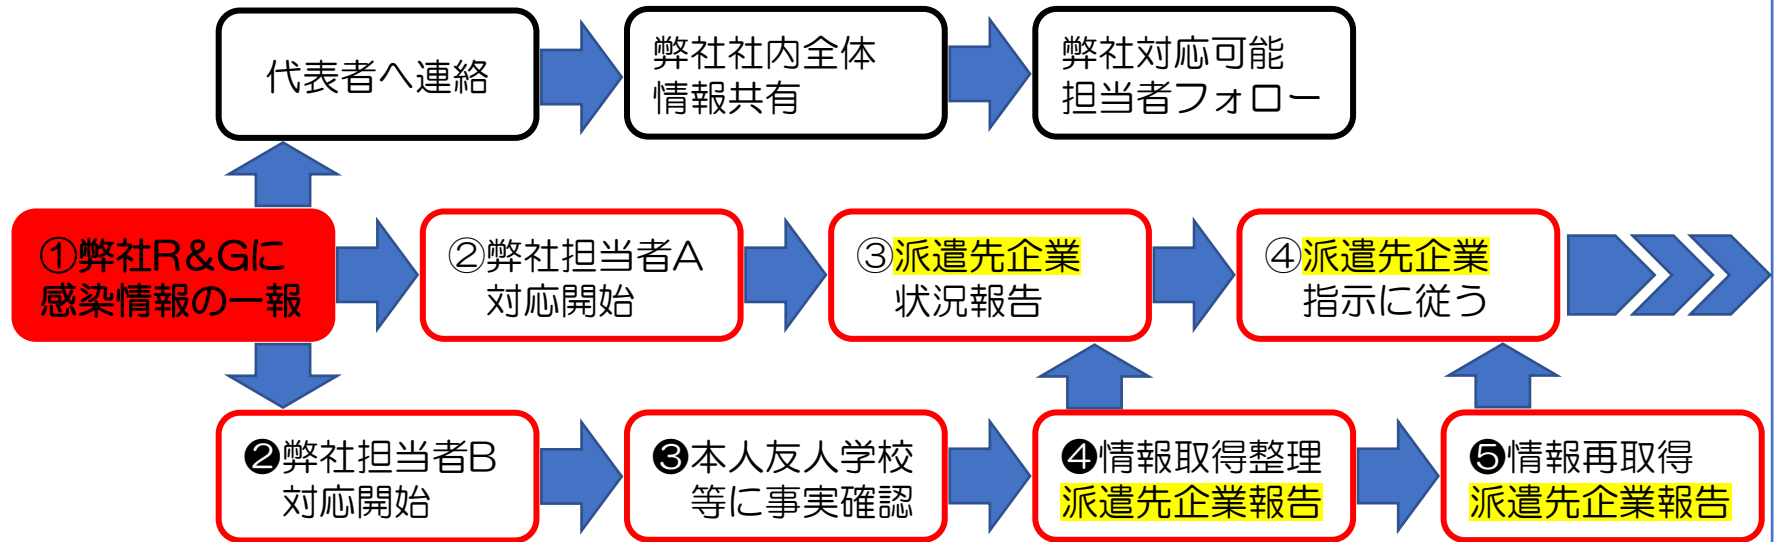 代表者へ連絡
弊社社内全体
情報共有
弊社対応可能
担当者フォロー
①弊社R&Gに
感染情報の一報
②弊社担当者A
対応開始
③派遣先企業
状況報告
④派遣先企業
指示に従う
❷弊社担当者B
対応開始
❸本人友人学校
等に事実確認
❹情報取得整理
派遣先企業報告
❺情報再取得
派遣先企業報告